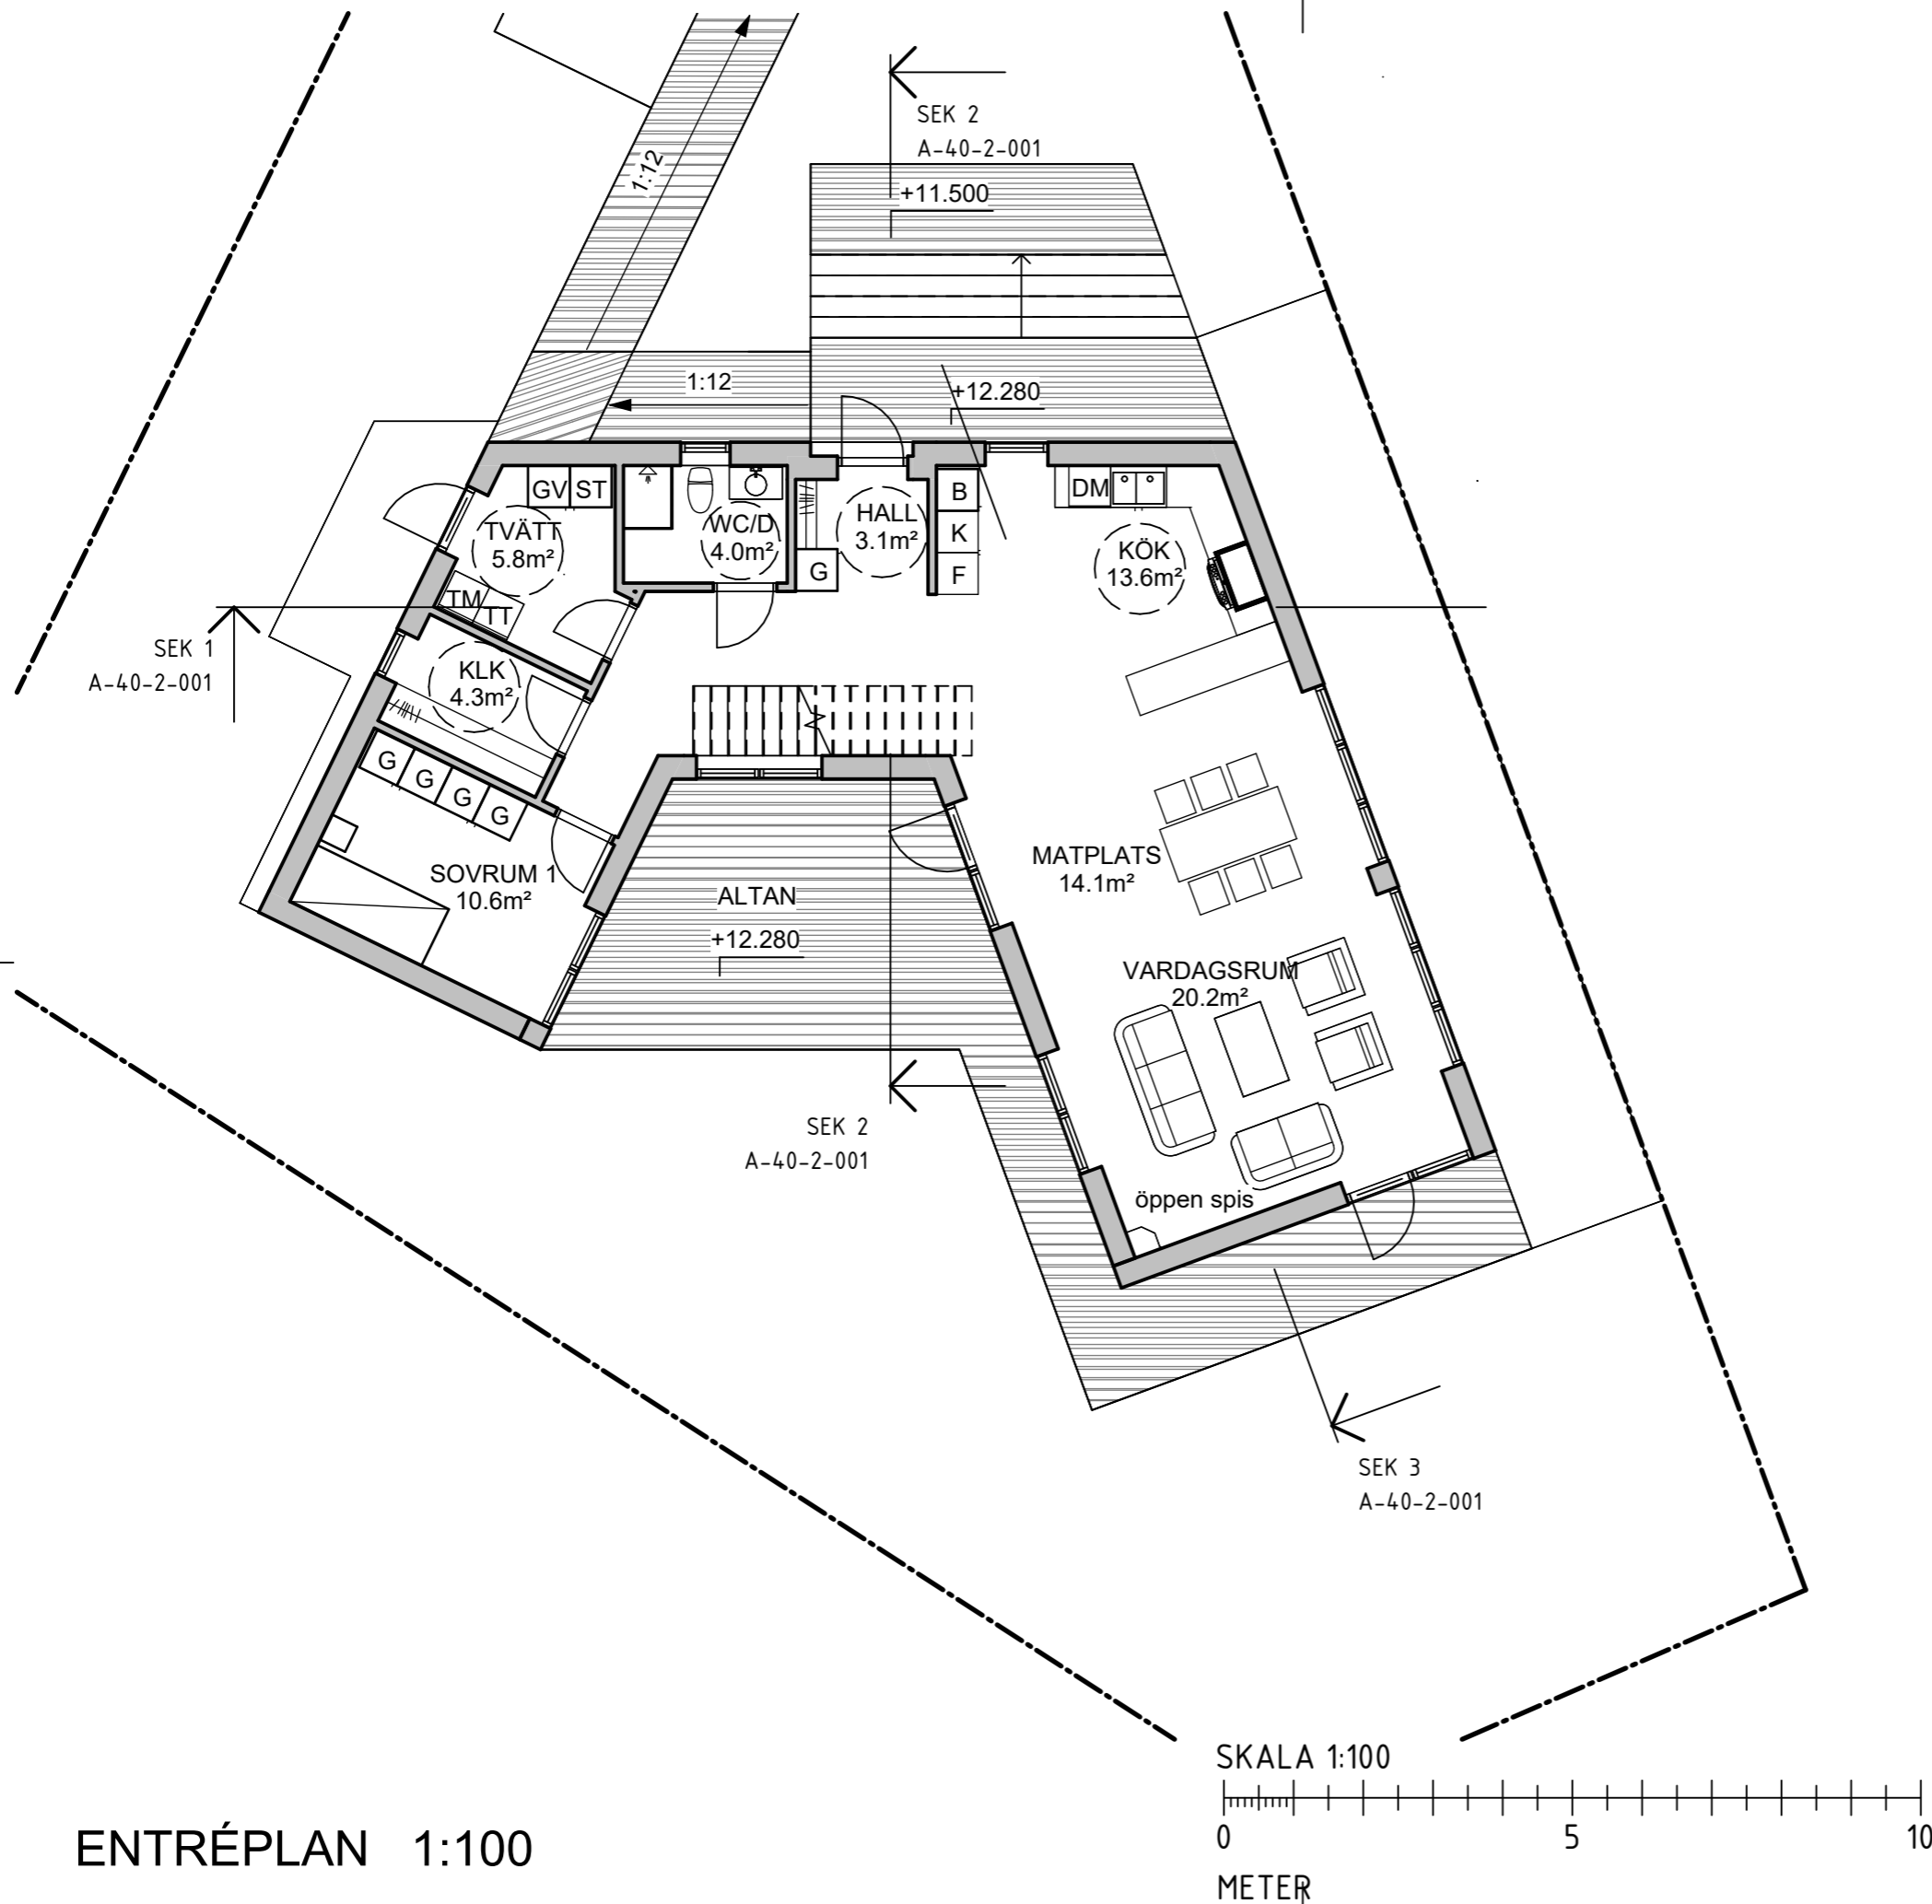 SEK 2
A-40-2-001
1:12
+11.500
1:12
+12.280
GV ST
B
DM
TVÄTT
5.8m²
WC/D
4.0m²
HALL
3.1m²
K
KÖK
13.6m²
G
F
TM
TT
SEK 1
A-40-2-001
KLK
4.3m²
G
G
G
G
SOVRUM 1
10.6m²
ALTAN
+12.280
MATPLATS
14.1m²
VARDAGSRUM
20.2m²
SEK 2
A-40-2-001
öppen spis
SEK 3
A-40-2-001
SKALA 1:100
0 5 10
METER
ENTRÉPLAN 1:100